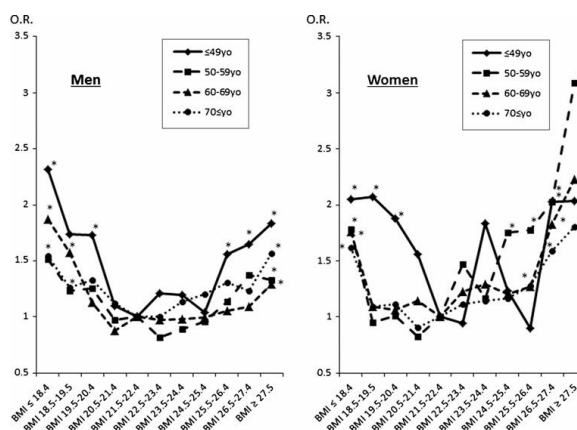 O.R.
3.5
3
2.5
2
1.5
1
0.5
Men
≤49yo
50-59yo
60-69yo
70≤yo
BMI ≤ 18.4
BMI 18.5-19.5
BMI 19.5-20.4
BMI 20.5-21.4
BMI 21.5-22.4
BMI 22.5-23.4
BMI 23.5-24.4
BMI 24.5-25.4
BMI 25.5-26.4
BMI 26.5-27.4
BMI ≥ 27.5
O.R.
3.5
3
2.5
2
1.5
1
0.5
Women
≤49yo
50-59yo
60-69yo
70≤yo
BMI ≤ 18.4
BMI 18.5-19.5
BMI 19.5-20.4
BMI 20.5-21.4
BMI 21.5-22.4
BMI 22.5-23.4
BMI 23.5-24.4
BMI 24.5-25.4
BMI 25.5-26.4
BMI 26.5-27.4
BMI ≥ 27.5